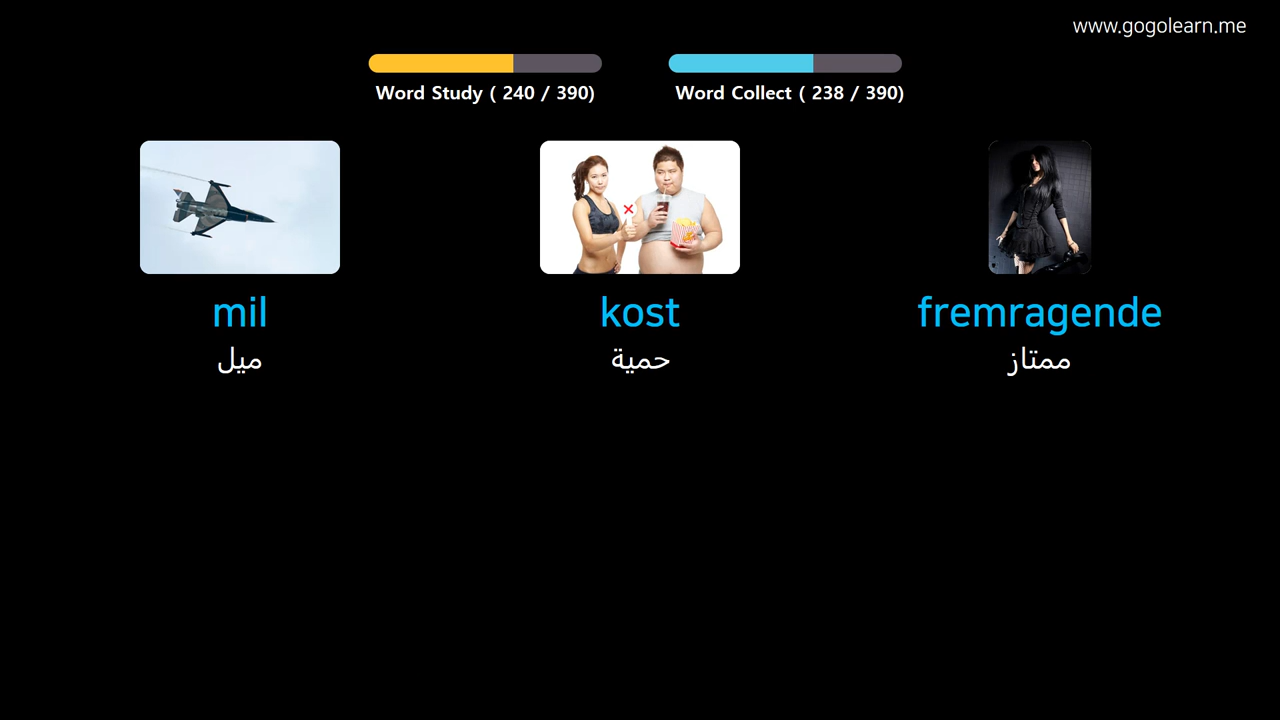 www.gogolearn.me
Word Study ( 240 / 390)
Word Collect ( 238 / 390)
mil
ميل
kost
حمية
fremragende
ممتاز